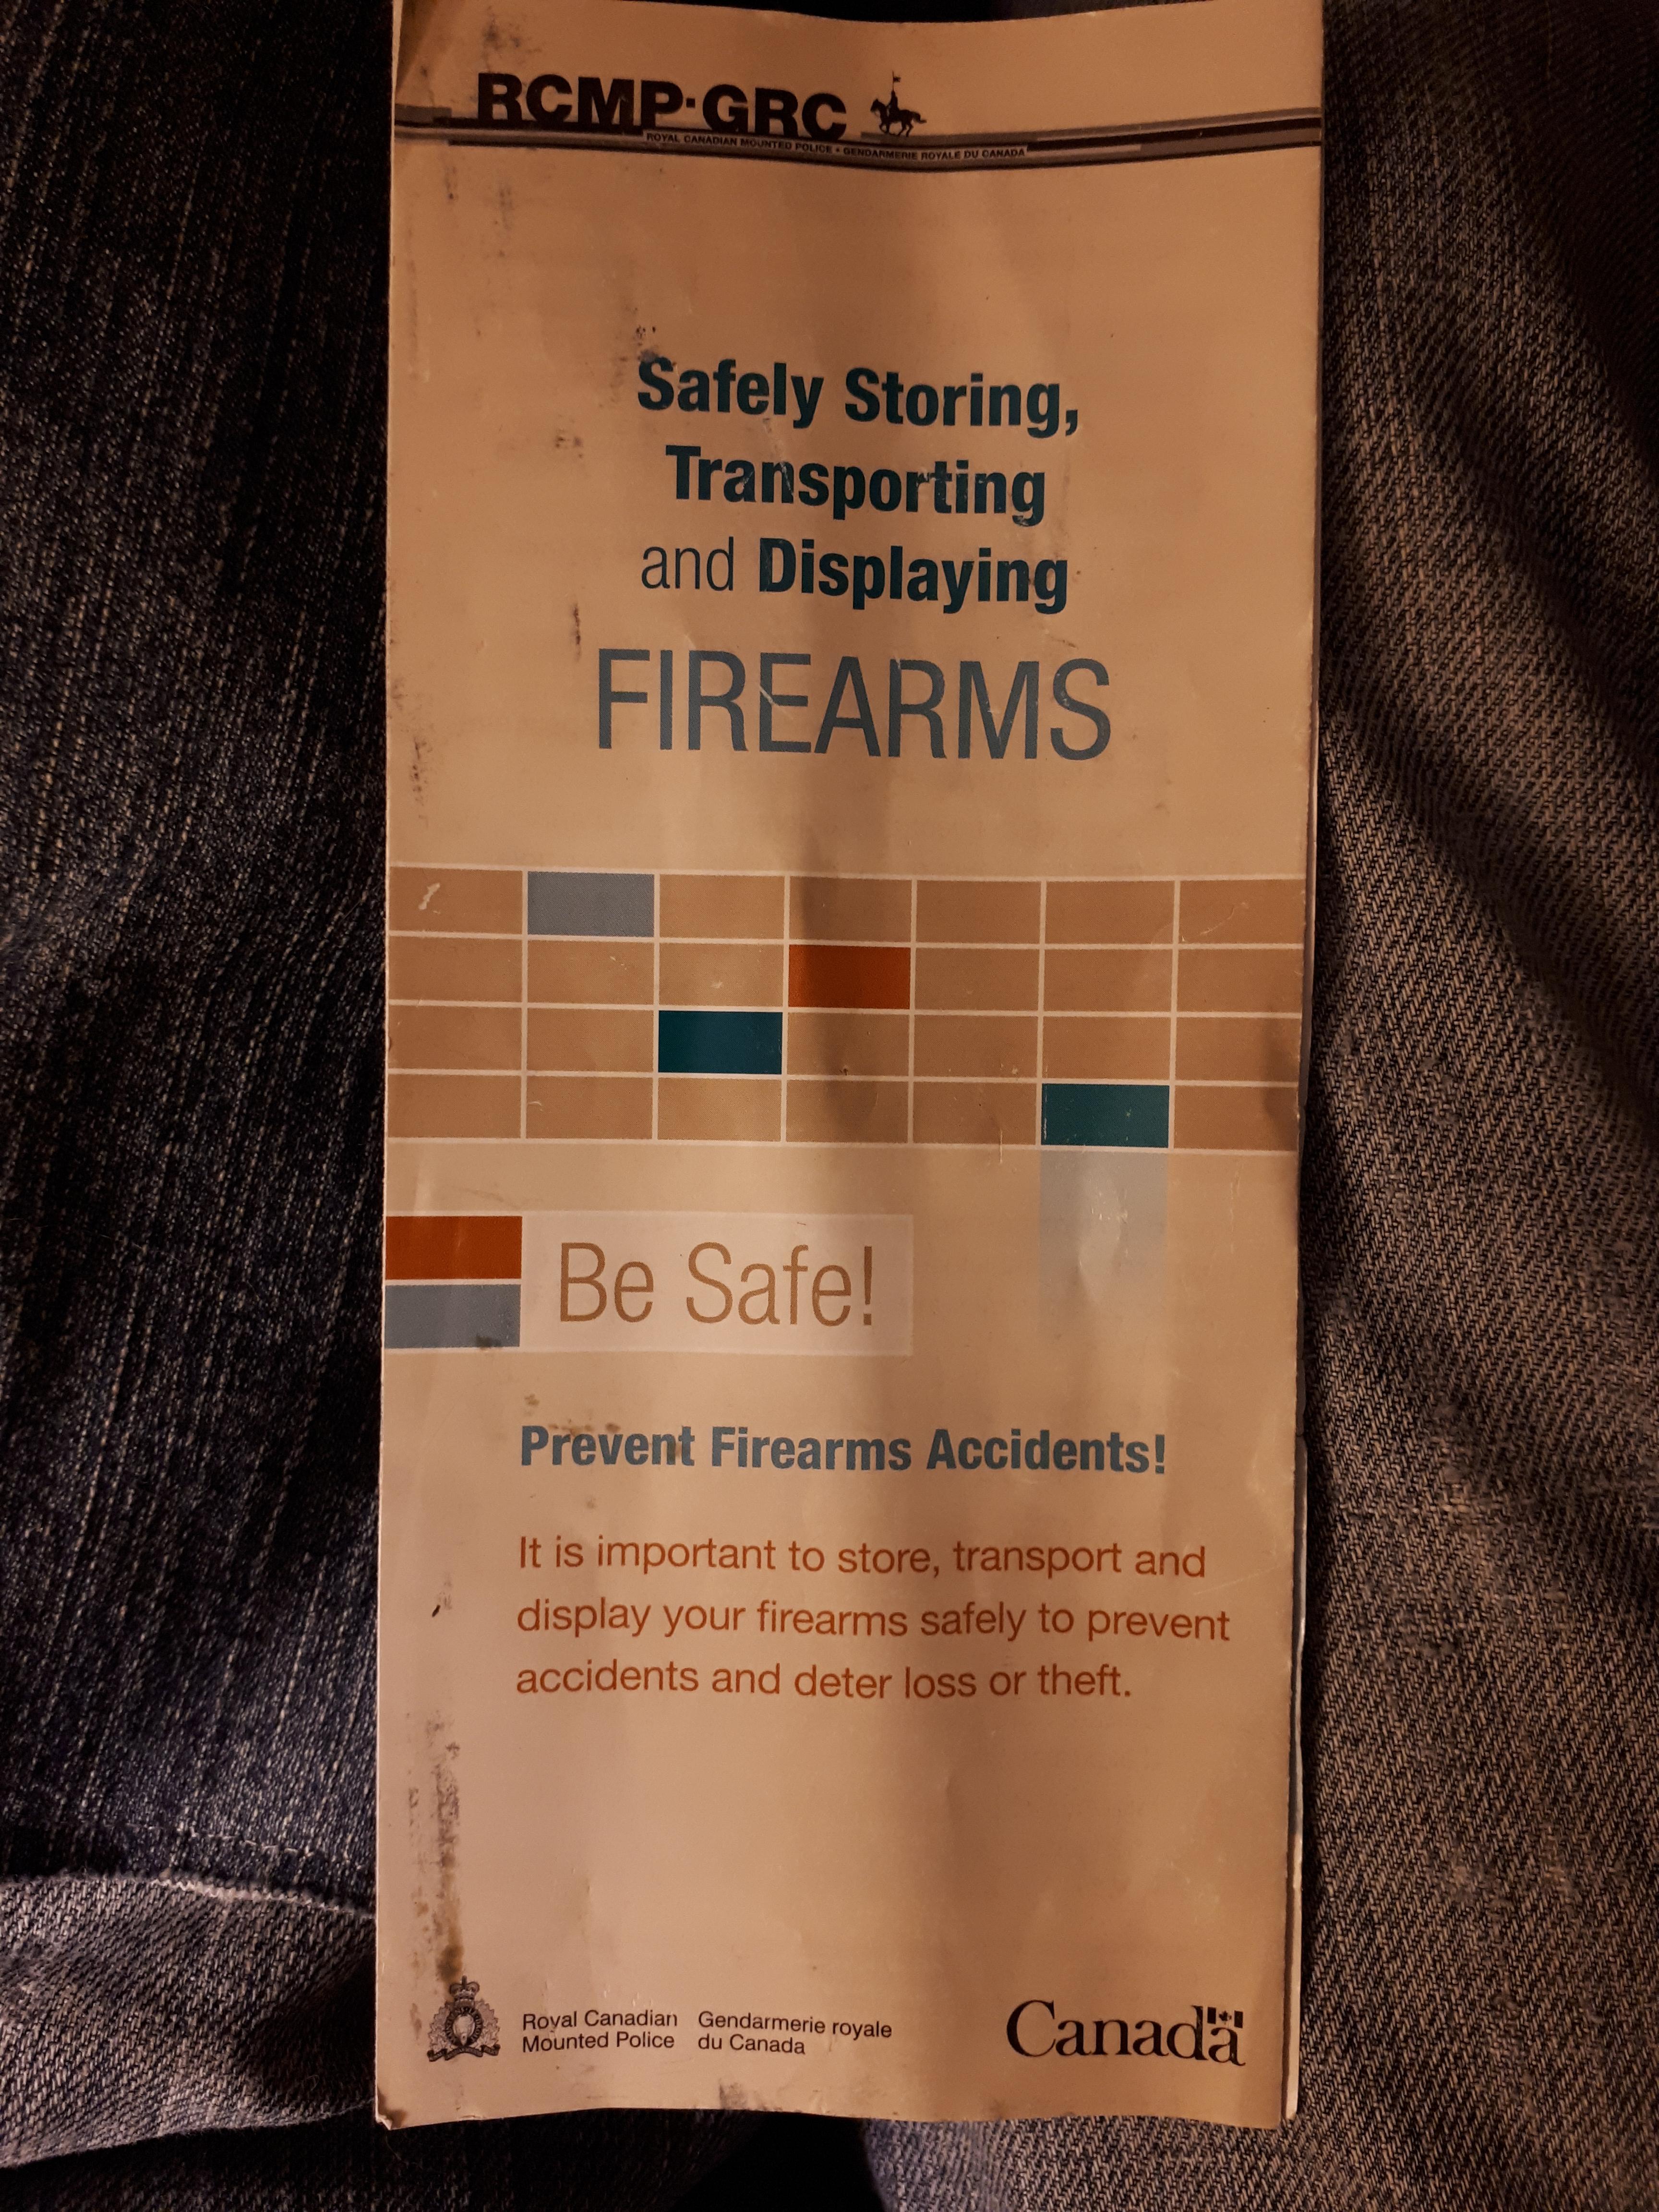 RCMP·GRC
ROYAL CANADIAN MOUNTED POLICE • GENDARMERIE ROYALE DU CANADA
Safely Storing,
Transporting
and Displaying
FIREARMS
Be Safe!
Prevent Firearms Accidents!
It is important to store, transport and
display your firearms safely to prevent
accidents and deter loss or theft.
Royal Canadian Gendarmerie royale
Mounted Police du Canada
Canada